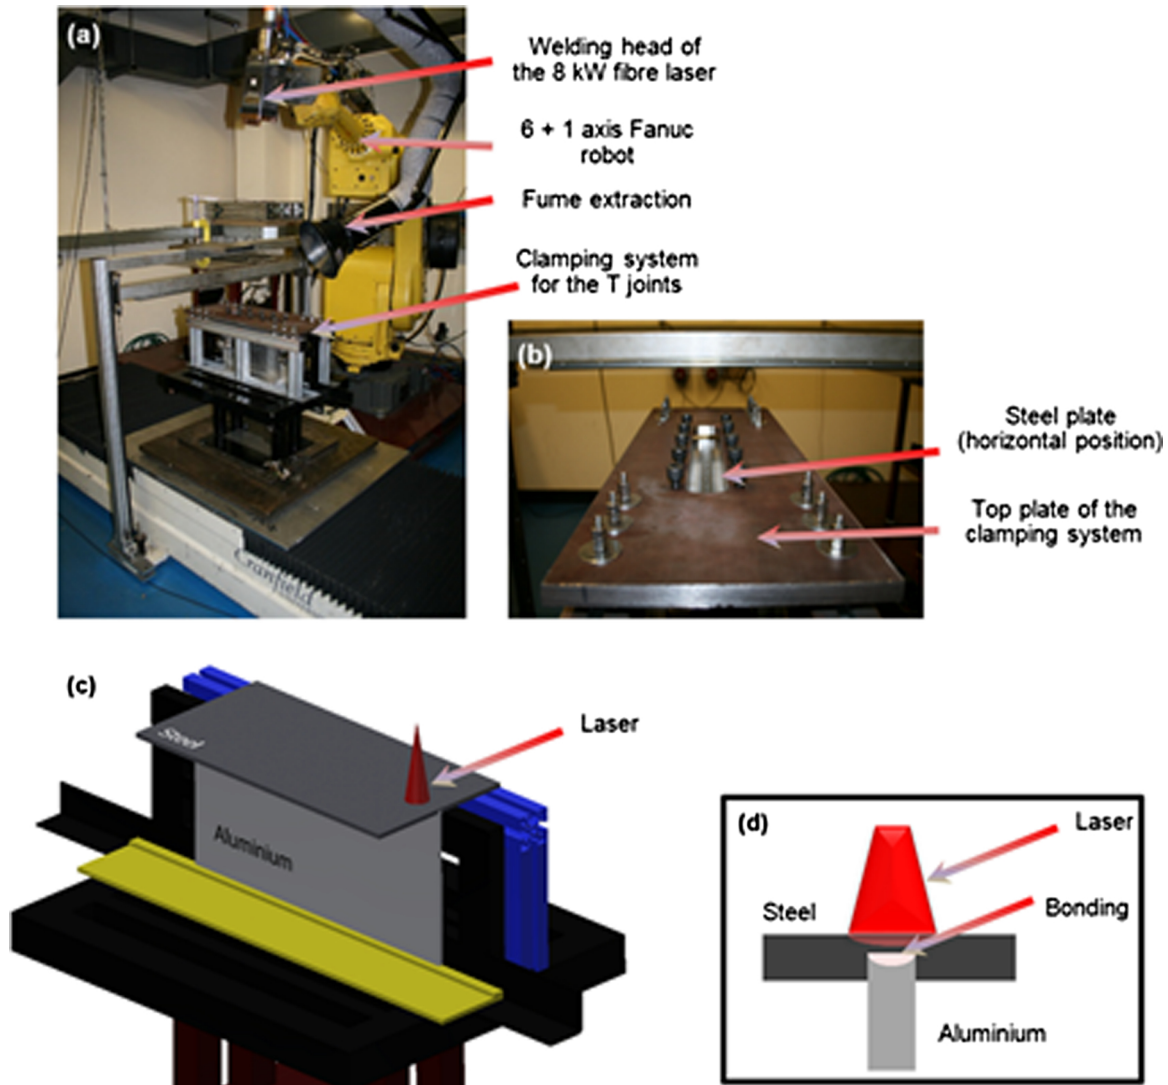 (a)
Welding head of
the 8 kW fibre laser
6 + 1 axis Fanuc
robot
Fume extraction
Clamping system
for the T joints
Cranfield
(b)
Steel plate
(horizontal position)
Top plate of the
clamping system
(c)
Steel
Laser
Aluminium
(d)
Laser
Steel
Bonding
Aluminium